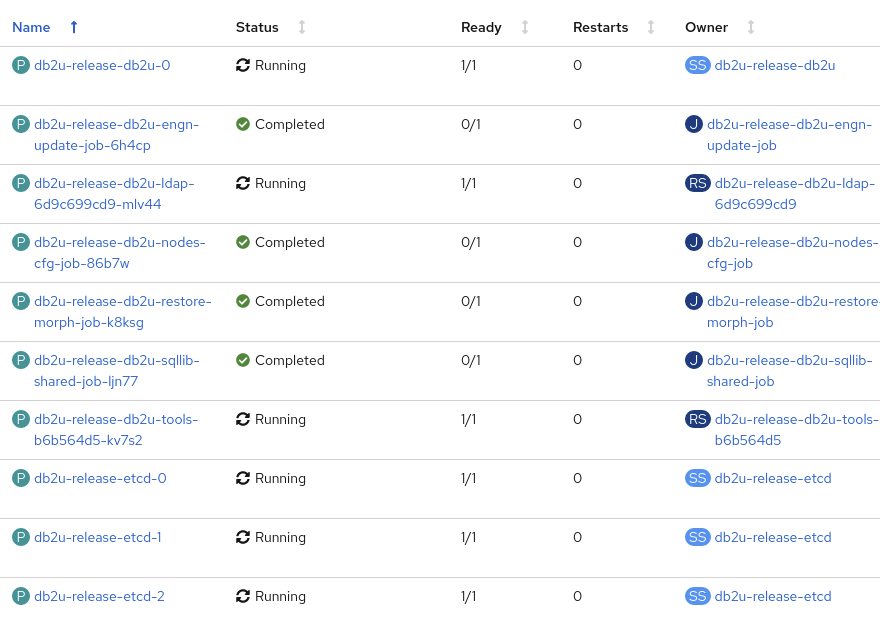 Name Status Ready Restarts Owner
P db2u-release-db2u-0 Running 1/1 0 SS db2u-release-db2u
P db2u-release-db2u-engn- Completed 0/1 0 J db2u-release-db2u-engn-
update-job-6h4cp update-job
P db2u-release-db2u-ldap- Running 1/1 0 RS db2u-release-db2u-ldap-
6d9c699cd9-mlv44 6d9c699cd9
P db2u-release-db2u-nodes- Completed 0/1 0 J db2u-release-db2u-nodes-
cfg-job-86b7w cfg-job
P db2u-release-db2u-restore- Completed 0/1 0 J db2u-release-db2u-restore
morph-job-k8ksg morph-job
P db2u-release-db2u-sqllib- Completed 0/1 0 J db2u-release-db2u-sqllib-
shared-job-ljn77 shared-job
P db2u-release-db2u-tools- Running 1/1 0 RS db2u-release-db2u-tools-
b6b564d5-kv7s2 b6b564d5
P db2u-release-etcd-0 Running 1/1 0 SS db2u-release-etcd
P db2u-release-etcd-1 Running 1/1 0 SS db2u-release-etcd
P db2u-release-etcd-2 Running 1/1 0 SS db2u-release-etcd